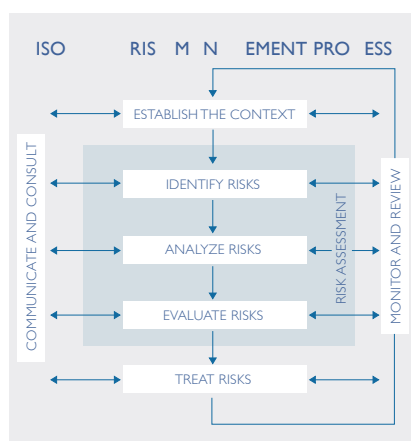 ISO RIS M N EMENT PRO ESS
ESTABLISH THE CONTEXT
IDENTIFY RISKS
ANALYZE RISKS
EVALUATE RISKS
TREAT RISKS
COMMUNICATE AND CONSULT
RISK ASSESSMENT
MONITOR AND REVIEW